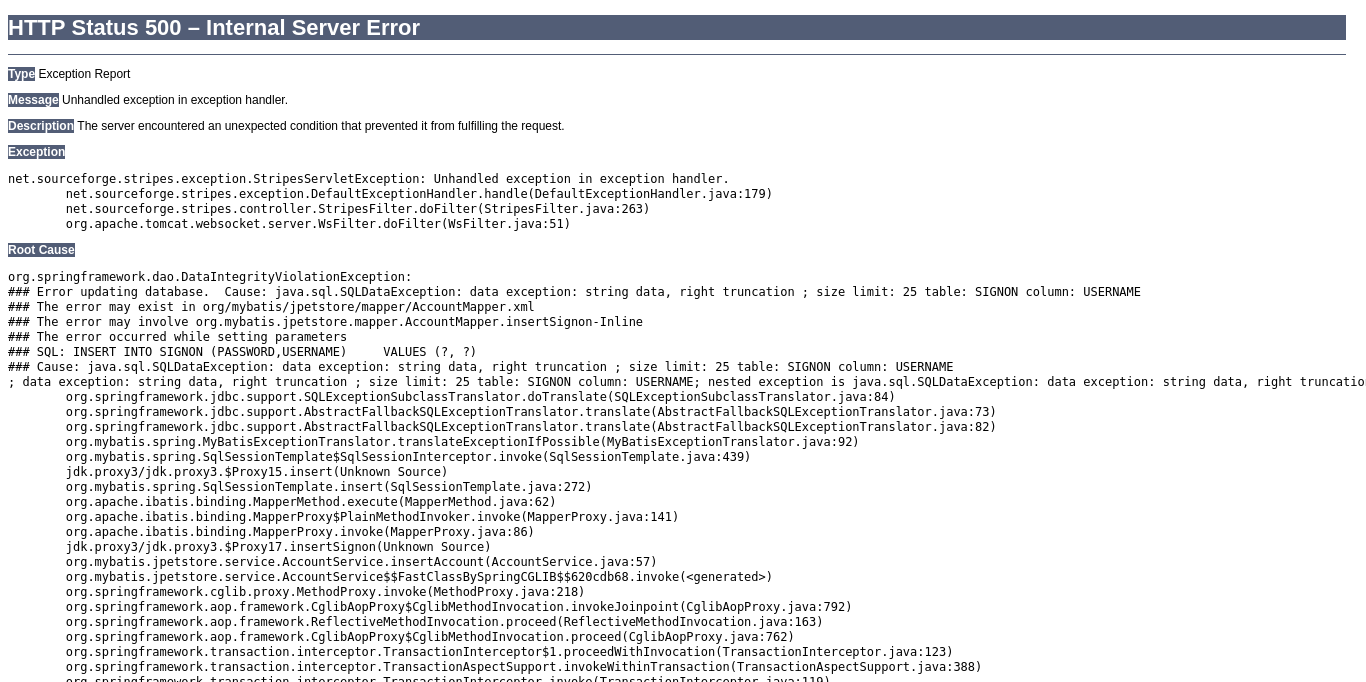 HTTP Status 500 – Internal Server Error
Type Exception Report
Message Unhandled exception in exception handler.
Description The server encountered an unexpected condition that prevented it from fulfilling the request.
Exception
net.sourceforge.stripes.exception.StripesServletException: Unhandled exception in exception handler.
	net.sourceforge.stripes.exception.DefaultExceptionHandler.handle(DefaultExceptionHandler.java:179)
	net.sourceforge.stripes.controller.StripesFilter.doFilter(StripesFilter.java:263)
	org.apache.tomcat.websocket.server.WsFilter.doFilter(WsFilter.java:51)
Root Cause
org.springframework.dao.DataIntegrityViolationException:
### Error updating database.  Cause: java.sql.SQLDataException: data exception: string data, right truncation ; size limit: 25 table: SIGNON column: USERNAME
### The error may exist in org/mybatis/jpetstore/mapper/AccountMapper.xml
### The error may involve org.mybatis.jpetstore.mapper.AccountMapper.insertSignon-Inline
### The error occurred while setting parameters
### SQL: INSERT INTO SIGNON (PASSWORD,USERNAME)     VALUES (?, ?)
### Cause: java.sql.SQLDataException: data exception: string data, right truncation ; size limit: 25 table: SIGNON column: USERNAME
; data exception: string data, right truncation ; size limit: 25 table: SIGNON column: USERNAME; nested exception is java.sql.SQLDataException: data exception: string data, right truncatio
	org.springframework.jdbc.support.SQLExceptionSubclassTranslator.doTranslate(SQLExceptionSubclassTranslator.java:84)
	org.springframework.jdbc.support.AbstractFallbackSQLExceptionTranslator.translate(AbstractFallbackSQLExceptionTranslator.java:73)
	org.springframework.jdbc.support.AbstractFallbackSQLExceptionTranslator.translate(AbstractFallbackSQLExceptionTranslator.java:82)
	org.mybatis.spring.MyBatisExceptionTranslator.translateExceptionIfPossible(MyBatisExceptionTranslator.java:92)
	org.mybatis.spring.SqlSessionTemplate$SqlSessionInterceptor.invoke(SqlSessionTemplate.java:439)
	jdk.proxy3/jdk.proxy3.$Proxy15.insert(Unknown Source)
	org.mybatis.spring.SqlSessionTemplate.insert(SqlSessionTemplate.java:272)
	org.apache.ibatis.binding.MapperMethod.execute(MapperMethod.java:62)
	org.apache.ibatis.binding.MapperProxy$PlainMethodInvoker.invoke(MapperProxy.java:141)
	org.apache.ibatis.binding.MapperProxy.invoke(MapperProxy.java:86)
	jdk.proxy3/jdk.proxy3.$Proxy17.insertSignon(Unknown Source)
	org.mybatis.jpetstore.service.AccountService.insertAccount(AccountService.java:57)
	org.mybatis.jpetstore.service.AccountService$$FastClassBySpringCGLIB$$620cdb68.invoke(<generated>)
	org.springframework.cglib.proxy.MethodProxy.invoke(MethodProxy.java:218)
	org.springframework.aop.framework.CglibAopProxy$CglibMethodInvocation.invokeJoinpoint(CglibAopProxy.java:792)
	org.springframework.aop.framework.ReflectiveMethodInvocation.proceed(ReflectiveMethodInvocation.java:163)
	org.springframework.aop.framework.CglibAopProxy$CglibMethodInvocation.proceed(CglibAopProxy.java:762)
	org.springframework.transaction.interceptor.TransactionInterceptor$1.proceedWithInvocation(TransactionInterceptor.java:123)
	org.springframework.transaction.interceptor.TransactionAspectSupport.invokeWithinTransaction(TransactionAspectSupport.java:388)
	org.springframework.transaction.interceptor.TransactionInterceptor.invoke(TransactionInterceptor.java:119)